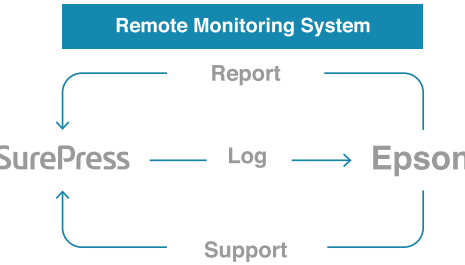 Remote Monitoring System
Report
SurePress
Log
Epson
Support